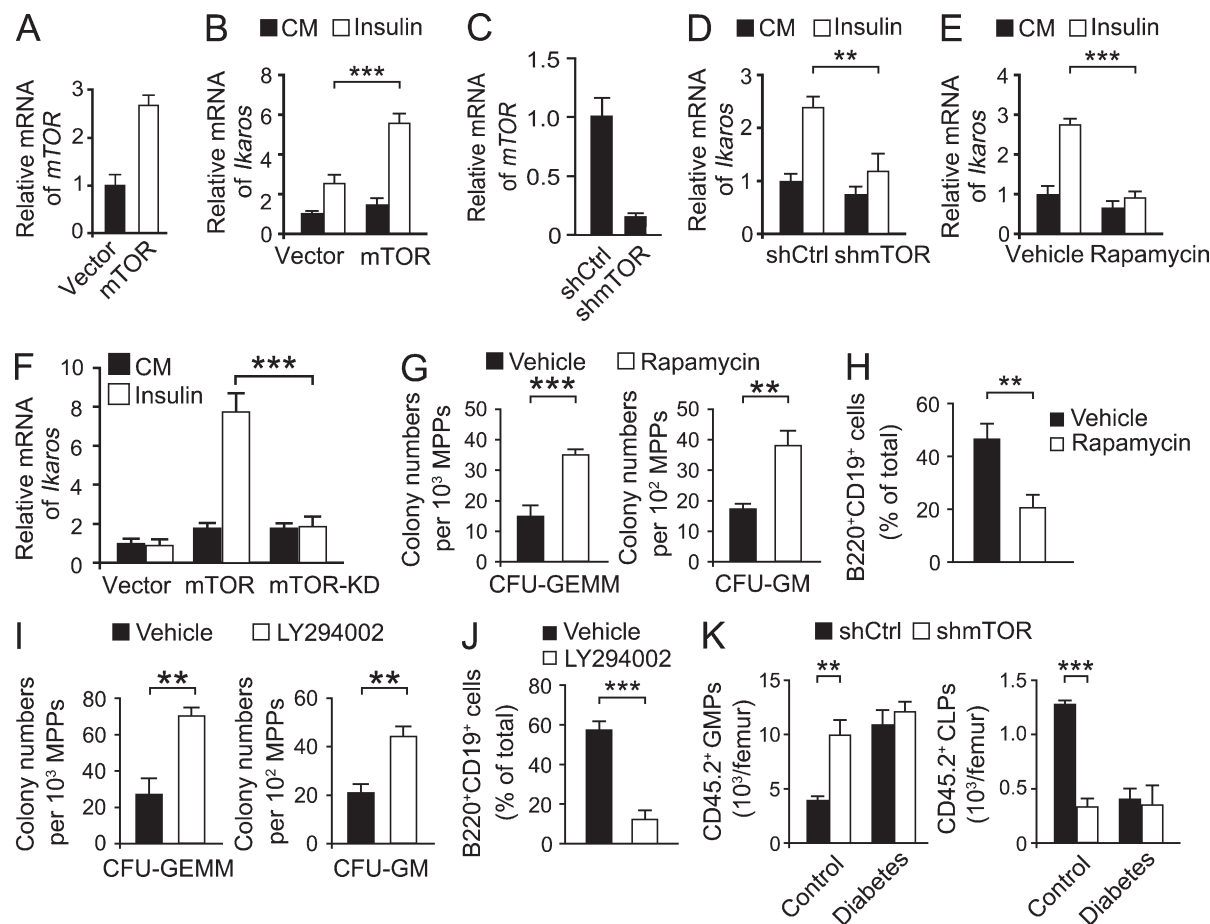 A
Relative mRNA
of mTOR
3
2
1
0
Vector
mTOR
B
CM Insulin
Relative mRNA
of Ikaros
8
6
4
2
0
***
Vector mTOR
C
Relative mRNA
of mTOR
1.5
1.0
0.5
0
shCtrl
shmTOR
D
CM Insulin
Relative mRNA
of Ikaros
3
2
1
0
**
shCtrl shmTOR
E
CM Insulin
Relative mRNA
of Ikaros
4
3
2
1
0
***
Vehicle Rapamycin
F
CM
Insulin
Relative mRNA
of Ikaros
10
8
6
4
2
0
***
Vector mTOR mTOR-KD
G
Vehicle Rapamycin
Colony numbers
per 10³ MPPs
50
40
30
20
10
0
***
CFU-GEMM
Colony numbers
per 10² MPPs
50
40
30
20
10
0
**
CFU-GM
H
B220⁺CD19⁺ cells
(% of total)
60
40
20
0
**
Vehicle
Rapamycin
I
Vehicle LY294002
Colony numbers
per 10³ MPPs
80
60
40
20
0
**
CFU-GEMM
Colony numbers
per 10² MPPs
60
40
20
0
**
CFU-GM
J
Vehicle
LY294002
B220⁺CD19⁺ cells
(% of total)
80
60
40
20
0
***
K
shCtrl shmTOR
CD45.2⁺ GMPs
(10³/femur)
15
10
5
0
**
Control
Diabetes
CD45.2⁺ CLPs
(10³/femur)
1.5
1.0
0.5
0
***
Control
Diabetes